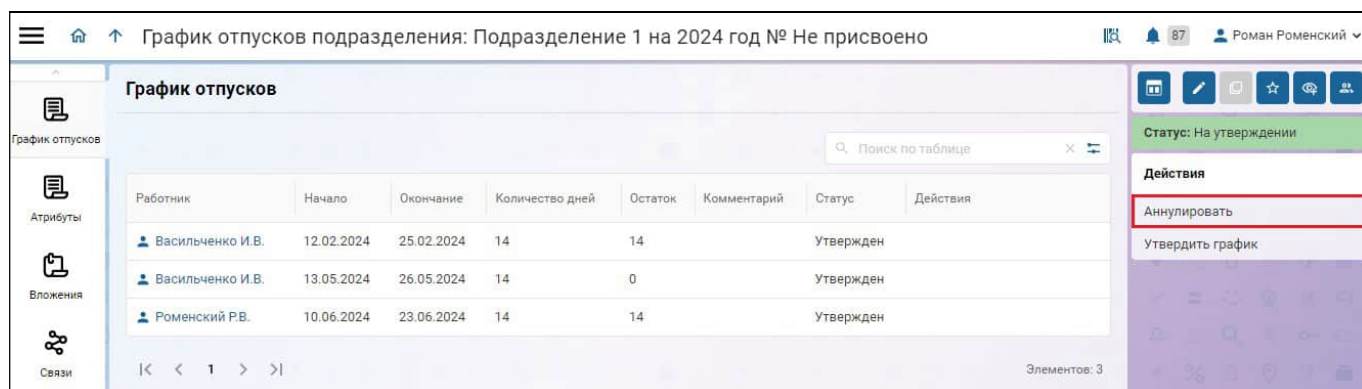 График отпусков подразделения: Подразделение 1 на 2024 год № Не присвоено
87
Роман Роменский
График отпусков
Атрибуты
Вложения
Связи
График отпусков
Поиск по таблице
Работник Начало Окончание Количество дней Остаток Комментарий Статус Действия
Васильченко И.В. 12.02.2024 25.02.2024 14 14 Утвержден
Васильченко И.В. 13.05.2024 26.05.2024 14 0 Утвержден
Роменский Р.В. 10.06.2024 23.06.2024 14 14 Утвержден
1
Элементов: 3
Статус: На утверждении
Действия
Аннулировать
Утвердить график